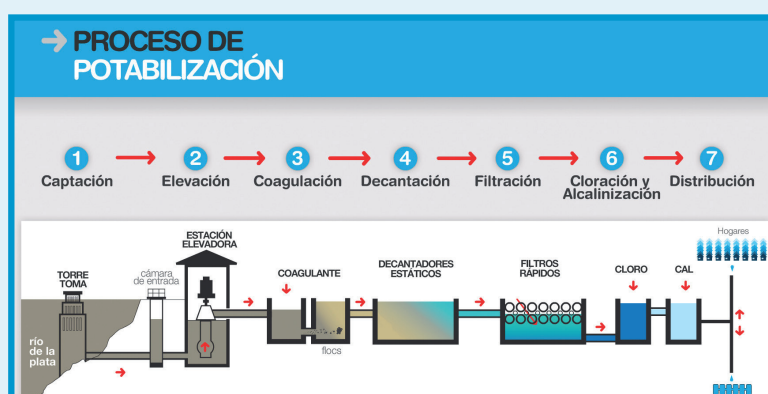 PROCESO DE
POTABILIZACIÓN
1 2 3 4 5 6 7
Captación Elevación Coagulación Decantación Filtración Cloración y Alcalinización Distribución
Hogares
ESTACIÓN
ELEVADORA
TORRE
TOMA
cámara
de entrada
COAGULANTE
DECANTADORES
ESTÁTICOS
FILTROS
RÁPIDOS
CLORO
CAL
río
de la
plata
flocs